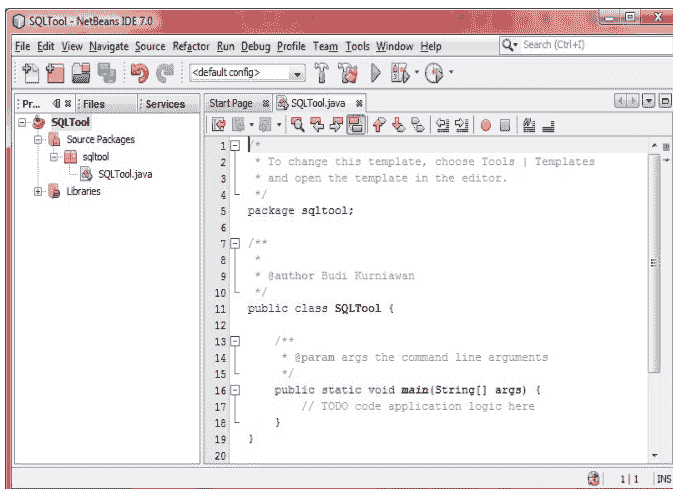 SQLTool - NetBeans IDE 7.0
File Edit View Navigate Source Refactor Run Debug Profile Team Tools Window Help
Search (Ctrl+I)
<default config>
Pr... Files Services
Start Page SQLTool.java
SQLTool
Source Packages
sqltool
SQLTool.java
Libraries
1 /*
2 * To change this template, choose Tools | Templates
3 * and open the template in the editor.
4 */
5 package sqltool;
6
7 /**
8 *
9 * @author Budi Kurniawan
10 */
11 public class SQLTool {
12
13 /**
14 * @param args the command line arguments
15 */
16 public static void main(String[] args) {
17 // TODO code application logic here
18 }
19 }
20
1 | 1 INS